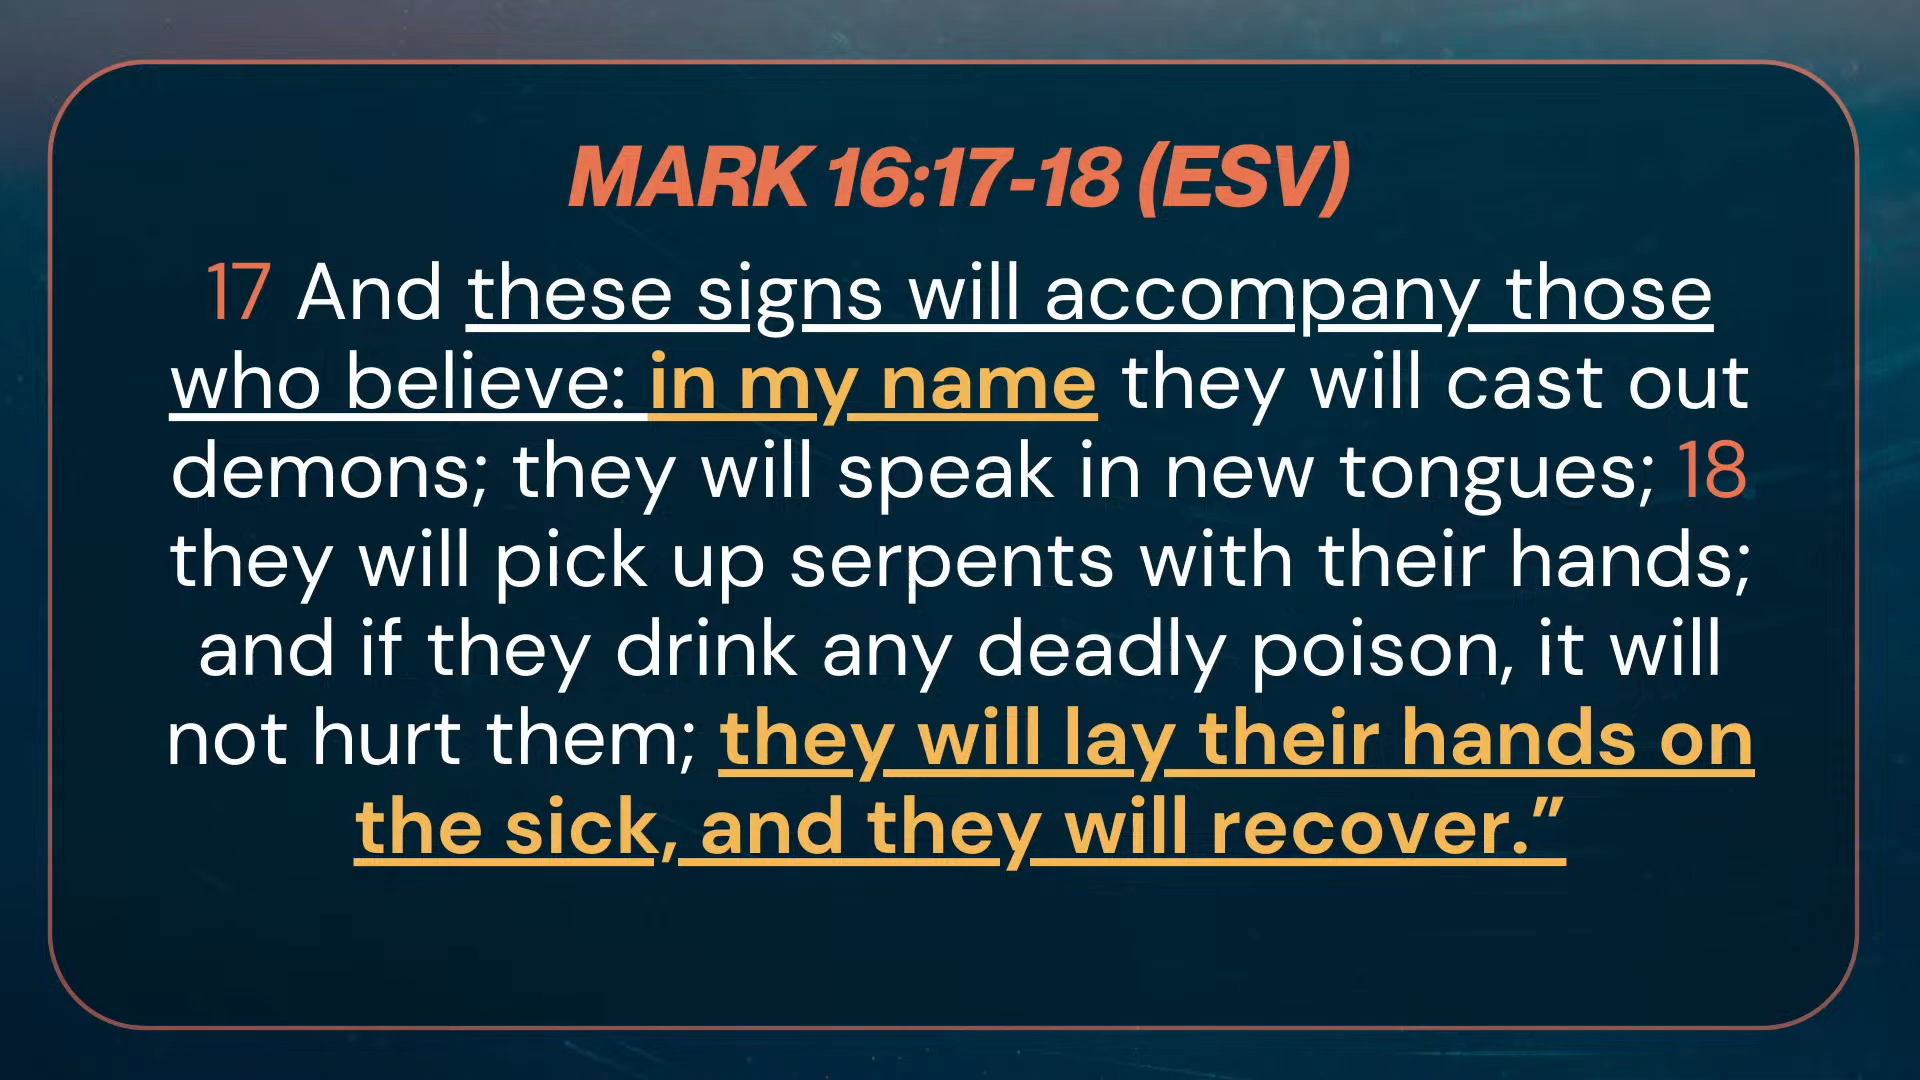 MARK 16:17-18 (ESV)
17 And these signs will accompany those
who believe: in my name they will cast out
demons; they will speak in new tongues; 18
they will pick up serpents with their hands;
and if they drink any deadly poison, it will
not hurt them; they will lay their hands on
the sick, and they will recover.”